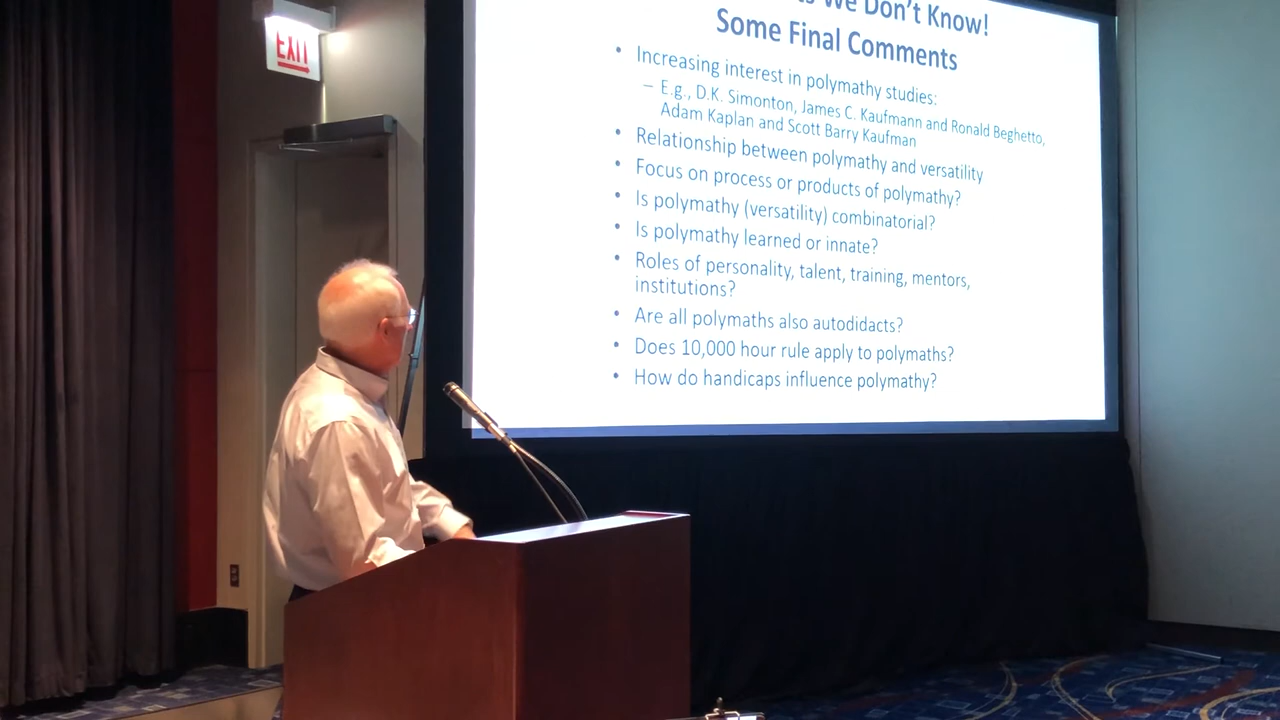 EXIT
We Don't Know!
Some Final Comments
• Increasing interest in polymathy studies:
– E.g., D.K. Simonton, James C. Kaufmann and Ronald Beghetto,
Adam Kaplan and Scott Barry Kaufman
• Relationship between polymathy and versatility
• Focus on process or products of polymathy?
• Is polymathy (versatility) combinatorial?
• Is polymathy learned or innate?
• Roles of personality, talent, training, mentors,
institutions?
• Are all polymaths also autodidacts?
• Does 10,000 hour rule apply to polymaths?
• How do handicaps influence polymathy?